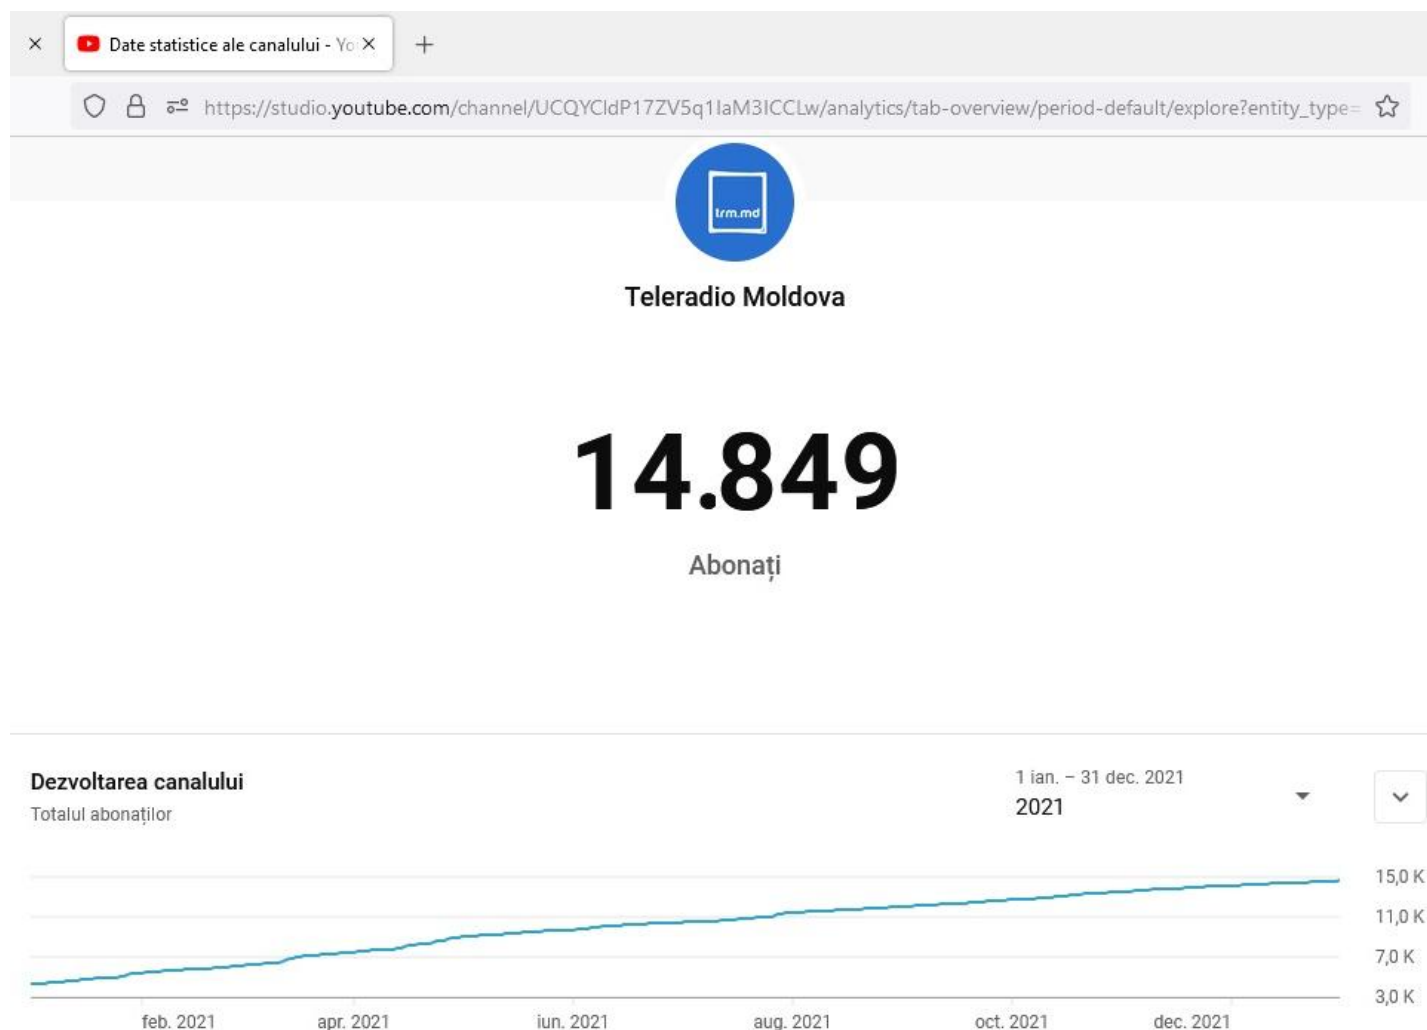 Date statistice ale canalului - Yo
https://studio.youtube.com/channel/UCQYCldP17ZV5q1IaM3ICCLw/analytics/tab-overview/period-default/explore?entity_type=
trm.md
Teleradio Moldova
14.849
Abonați
Dezvoltarea canalului
1 ian. – 31 dec. 2021
Totalul abonaților
2021
15,0 K
11,0 K
7,0 K
3,0 K
feb. 2021 apr. 2021 iun. 2021 aug. 2021 oct. 2021 dec. 2021